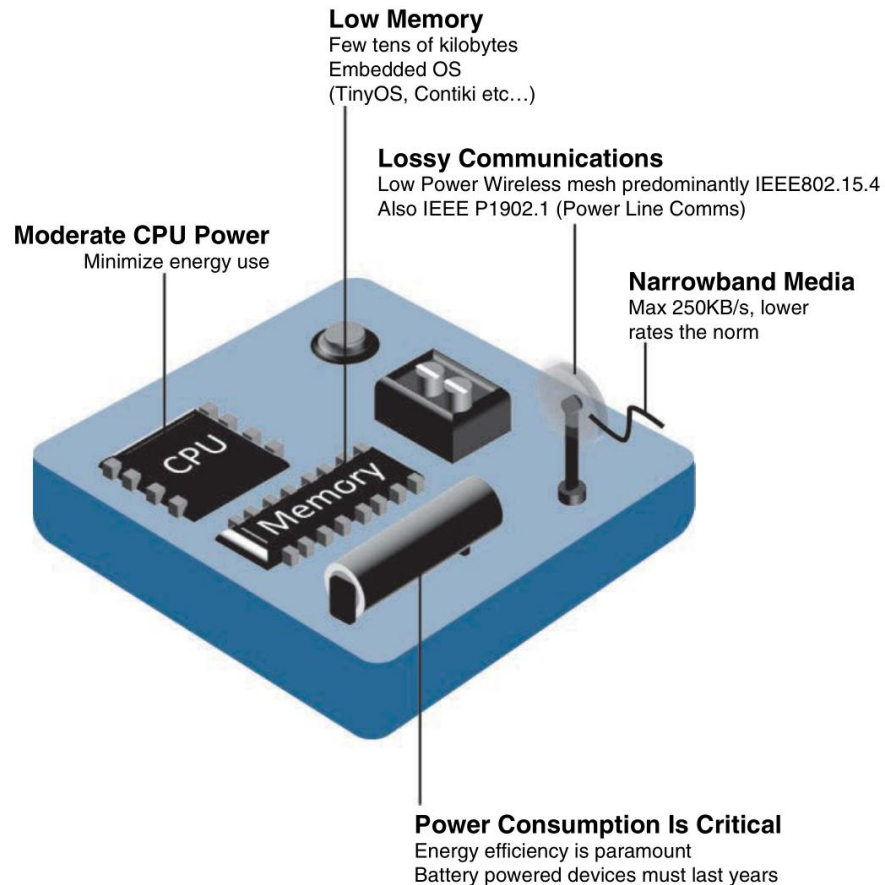 Low Memory
Few tens of kilobytes
Embedded OS
(TinyOS, Contiki etc…)
Lossy Communications
Low Power Wireless mesh predominantly IEEE802.15.4
Also IEEE P1902.1 (Power Line Comms)
Moderate CPU Power
Minimize energy use
Narrowband Media
Max 250KB/s, lower
rates the norm
CPU
Memory
Power Consumption Is Critical
Energy efficiency is paramount
Battery powered devices must last years